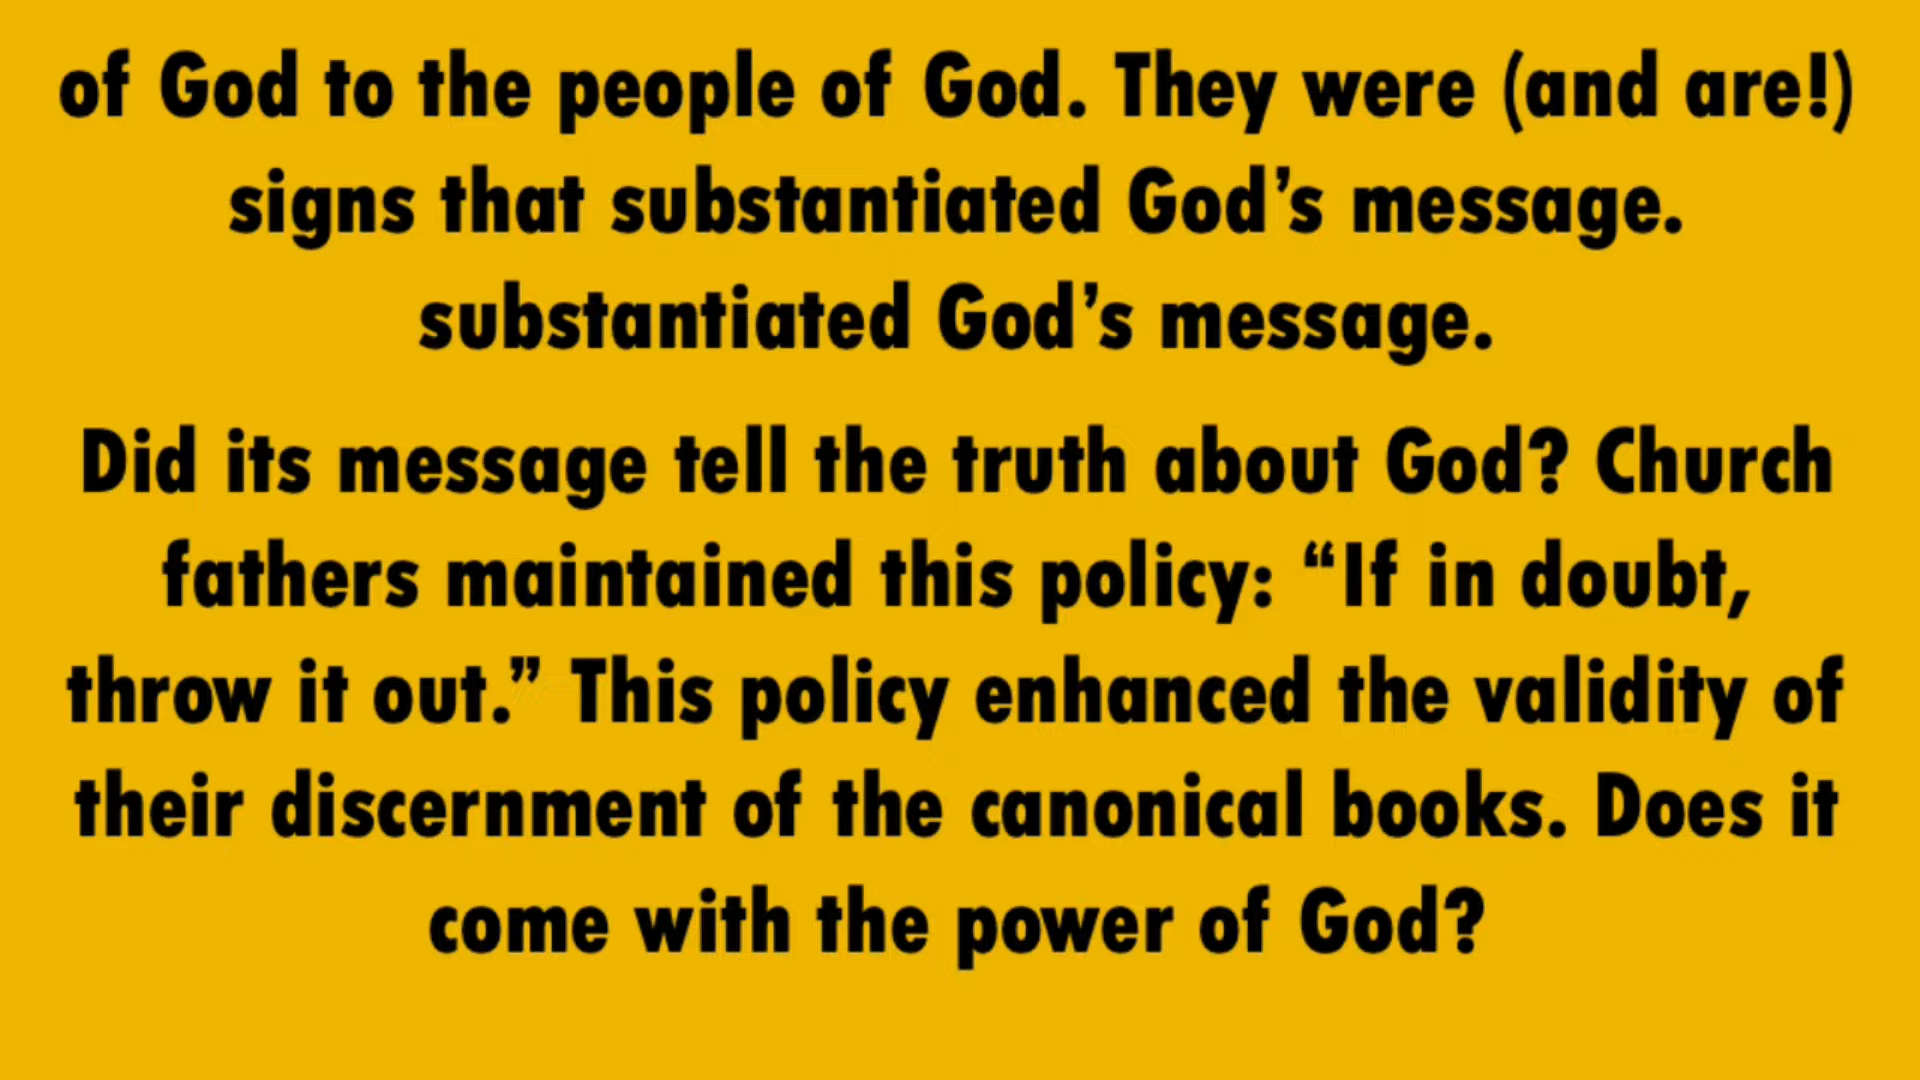 of God to the people of God. They were (and are!)
signs that substantiated God’s message.
substantiated God’s message.
Did its message tell the truth about God? Church
fathers maintained this policy: “If in doubt,
throw it out.” This policy enhanced the validity of
their discernment of the canonical books. Does it
come with the power of God?